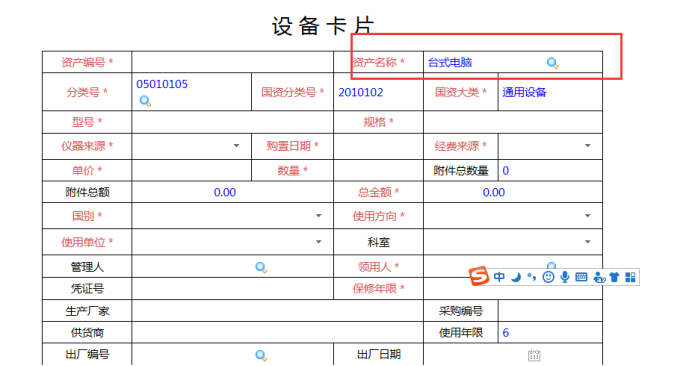 设备卡片
资产编号 * 资产名称 * 台式电脑
分类号 * 05010105 国资分类号 * 2010102 国资大类 * 通用设备
型号 * 规格 *
仪器来源 * 购置日期 * 经费来源 *
单价 * 数量 * 附件总数量 0
附件总额 0.00 总金额 * 0.00
国别 * 使用方向 *
使用单位 * 科室
管理人 领用人 *
S 中
凭证号 保修年限 *
生产厂家 采购编号
供货商 使用年限 6
出厂编号 出厂日期